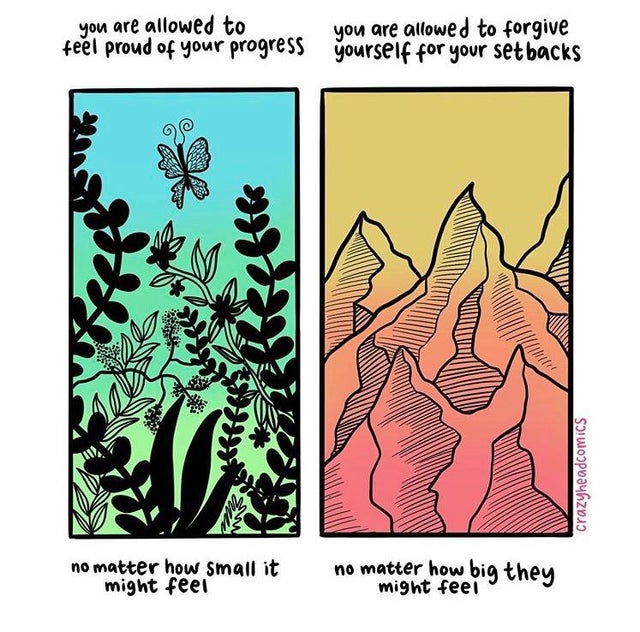 you are allowed to
feel proud of your progress
no matter how small it
might feel
you are allowed to forgive
yourself for your setbacks
no matter how big they
might feel
crazyheadcomics